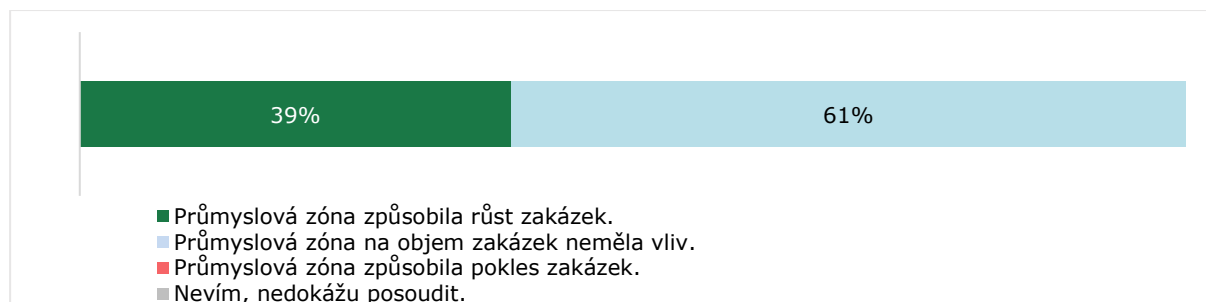 39% 61%
Průmyslová zóna způsobila růst zakázek.
Průmyslová zóna na objem zakázek neměla vliv.
Průmyslová zóna způsobila pokles zakázek.
Nevím, nedokážu posoudit.